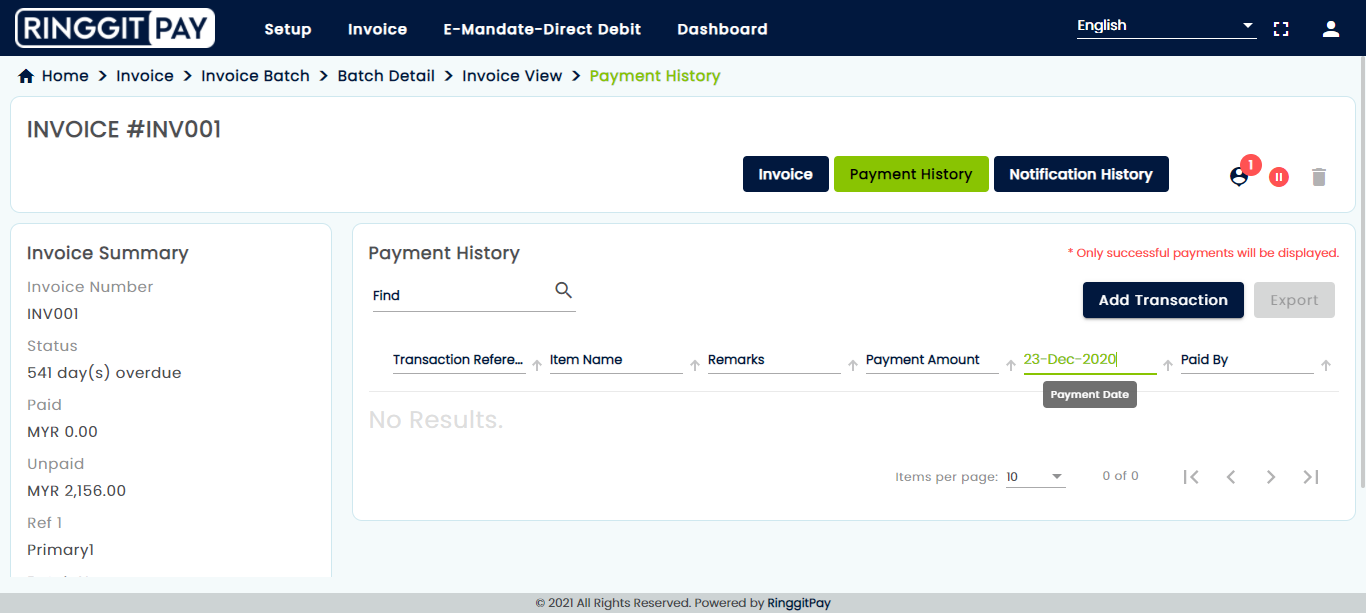 RINGGIT PAY Setup Invoice E-Mandate-Direct Debit Dashboard English
Home > Invoice > Invoice Batch > Batch Detail > Invoice View > Payment History
INVOICE #INV001
Invoice Payment History Notification History 1
Invoice Summary
Invoice Number
INV001
Status
541 day(s) overdue
Paid
MYR 0.00
Unpaid
MYR 2,156.00
Ref 1
Primary1
Payment History
* Only successful payments will be displayed.
Find
Add Transaction Export
Transaction Refere... Item Name Remarks Payment Amount 23-Dec-2020 Paid By
Payment Date
No Results.
Items per page: 10 0 of 0
© 2021 All Rights Reserved. Powered by RinggitPay